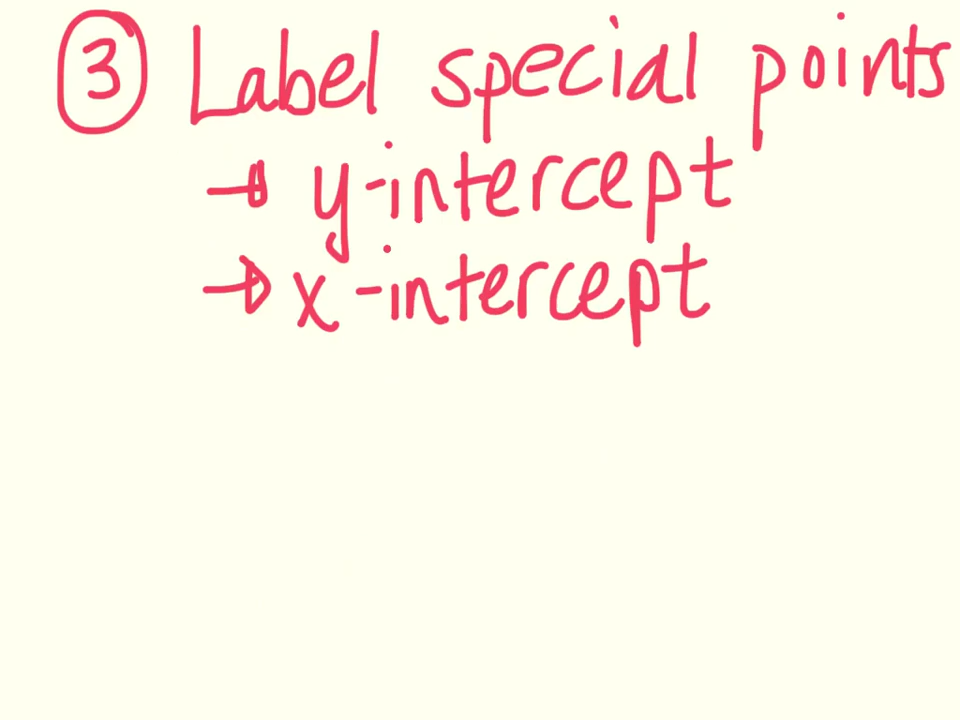 ③ Label special points
→ y-intercept
→ x-intercept